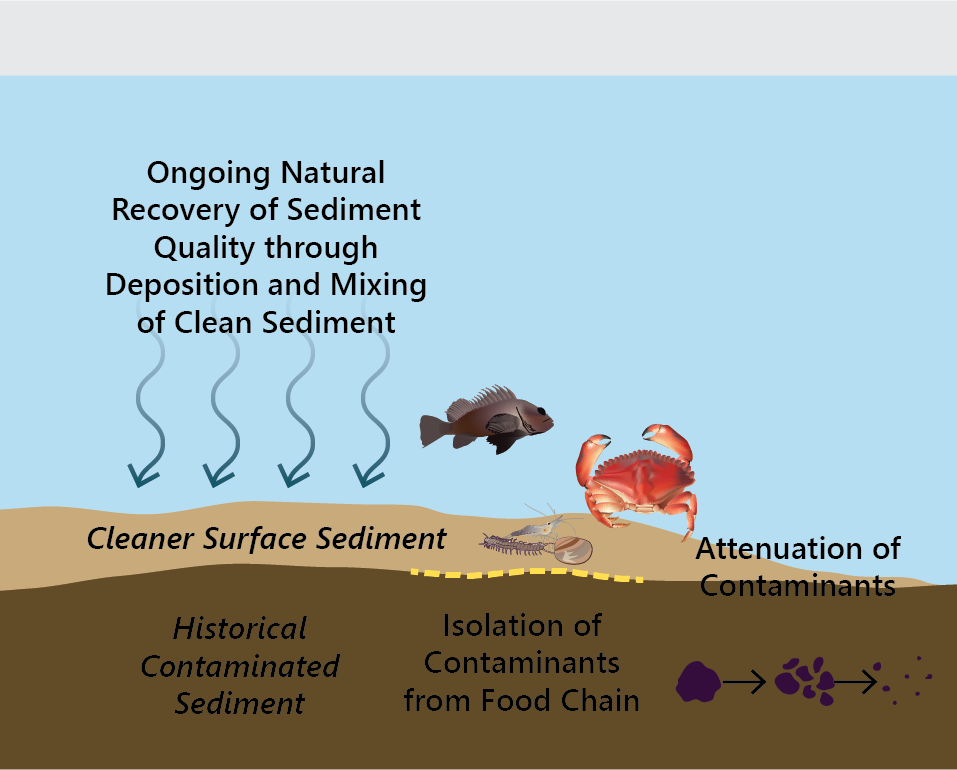 Ongoing Natural
Recovery of Sediment
Quality through
Deposition and Mixing
of Clean Sediment
Cleaner Surface Sediment
Attenuation of
Contaminants
Historical
Contaminated
Sediment
Isolation of
Contaminants
from Food Chain